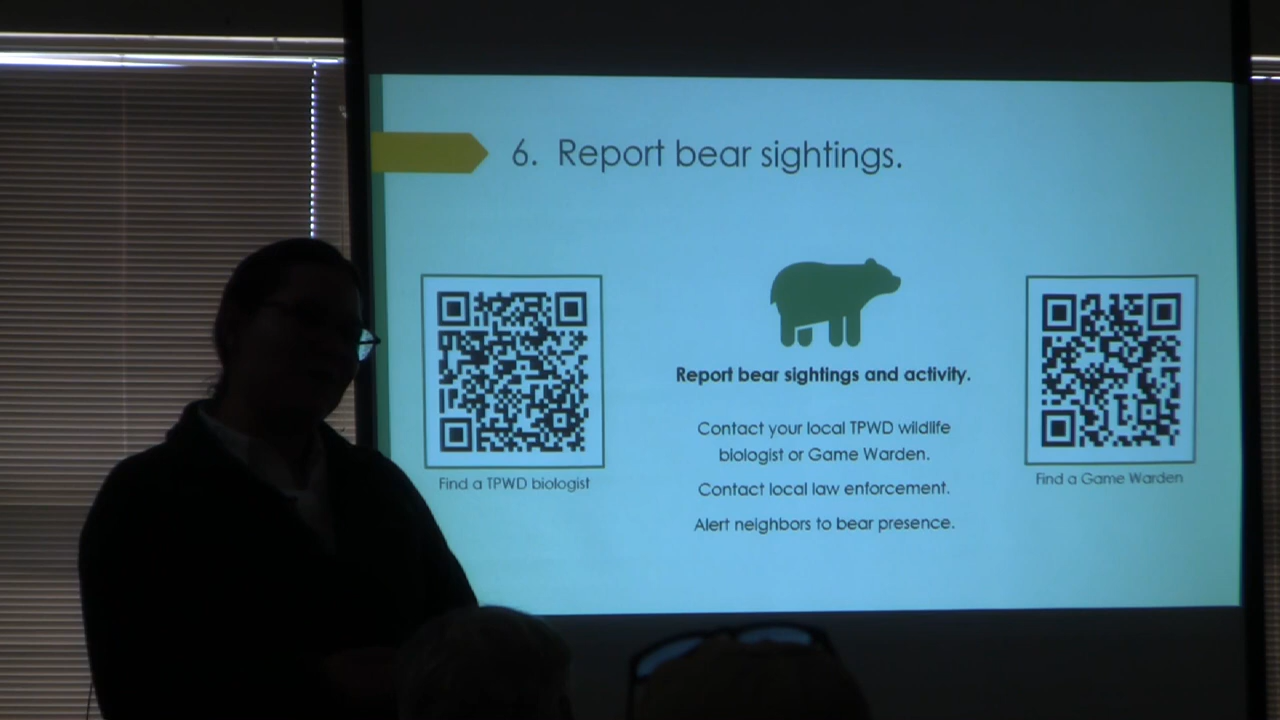 6. Report bear sightings.
Report bear sightings and activity.
Contact your local TPWD wildlife
biologist or Game Warden.
Contact local law enforcement.
Alert neighbors to bear presence.
Find a TPWD biologist
Find a Game Warden